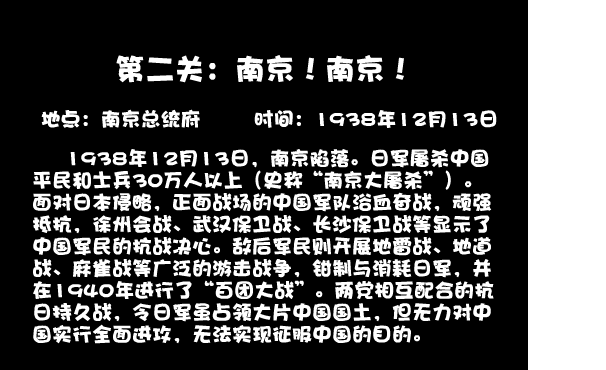 第二关：南京！南京！
地点：南京总统府 时间：1938年12月13日
1938年12月13日，南京陷落。日军屠杀中国
平民和士兵30万人以上（史称“南京大屠杀”）。
面对日本侵略，正面战场的中国军队浴血奋战，顽强
抵抗，徐州会战、武汉保卫战、长沙保卫战等显示了
中国军民的抗战决心。敌后军民则开展地雷战、地道
战、麻雀战等广泛的游击战争，钳制与消耗日军，并
在1940年进行了“百团大战”。两党相互配合的抗
日持久战，令日军虽占领大片中国国土，但无力对中
国实行全面进攻，无法实现征服中国的目的。